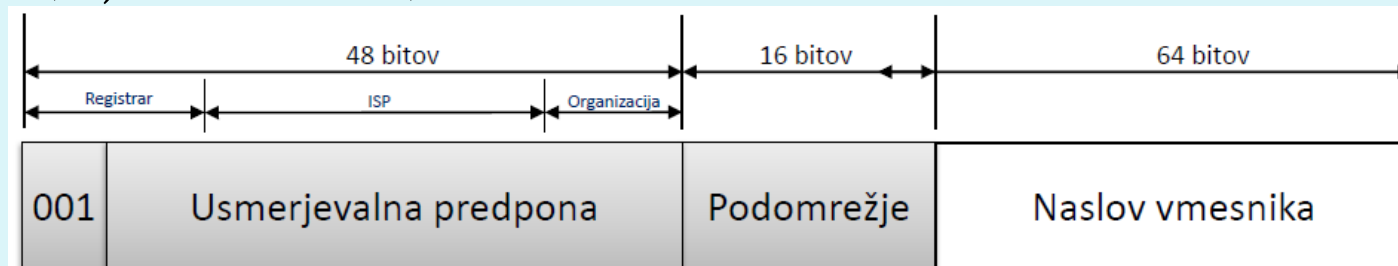 48 bitov 16 bitov 64 bitov
Registrar ISP Organizacija
001 Usmerjevalna predpona Podomrežje Naslov vmesnika